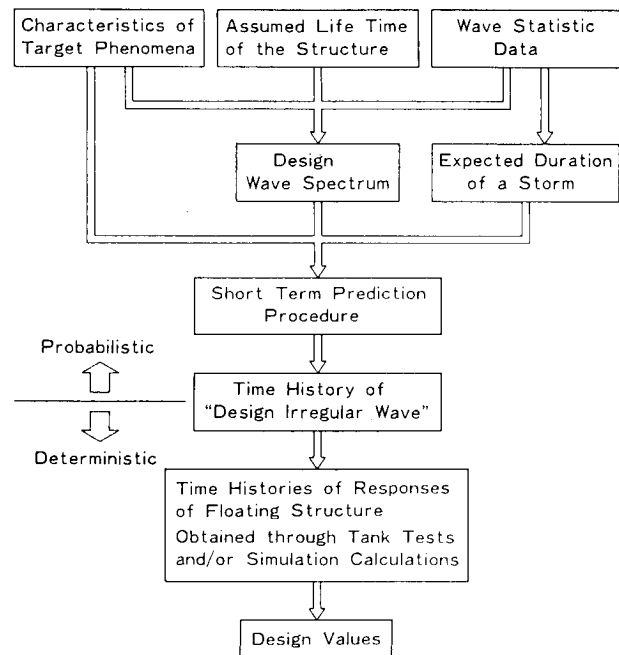 Characteristics of
Target Phenomena
Assumed Life Time
of the Structure
Wave Statistic
Data
Design
Wave Spectrum
Expected Duration
of a Storm
Short Term Prediction
Procedure
Probabilistic
Time History of
"Design Irregular Wave"
Deterministic
Time Histories of Responses
of Floating Structure
Obtained through Tank Tests
and/or Simulation Calculations
Design Values